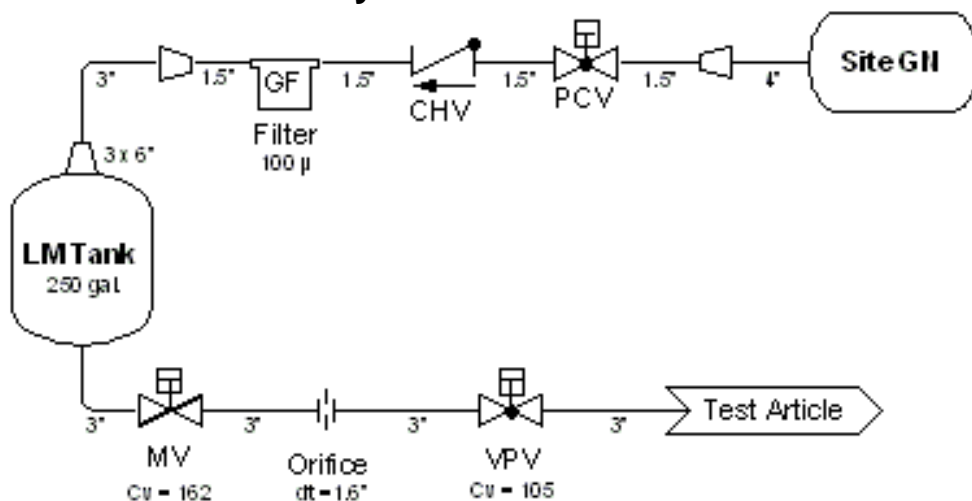 3"
1.5"
GF
1.5"
CHV
1.5"
PCV
1.5"
4"
Site GN
Filter
100 µ
3 x 6"
LM Tank
250 gal.
3"
MV
Cv = 162
3"
Orifice
dt = 1.6"
3"
VPV
Cv = 105
3"
Test Article